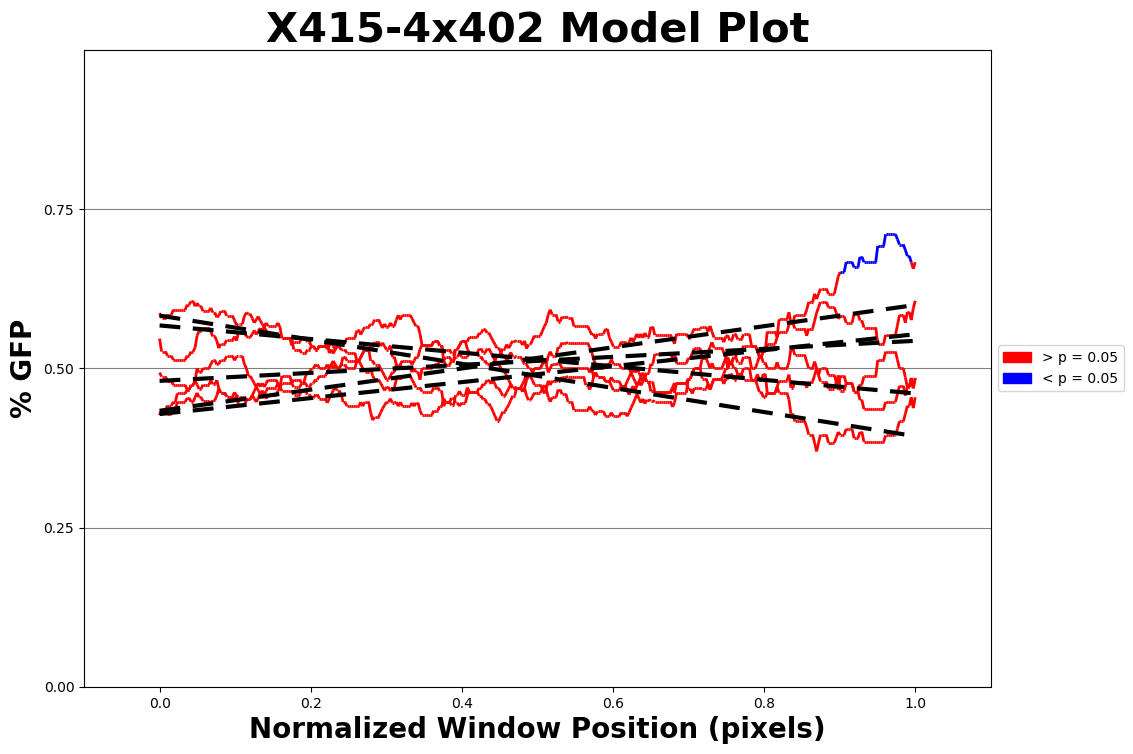 X415-4x402 Model Plot
% GFP
0.75
0.50
0.25
0.00
0.0 0.2 0.4 0.6 0.8 1.0
Normalized Window Position (pixels)
> p = 0.05
< p = 0.05